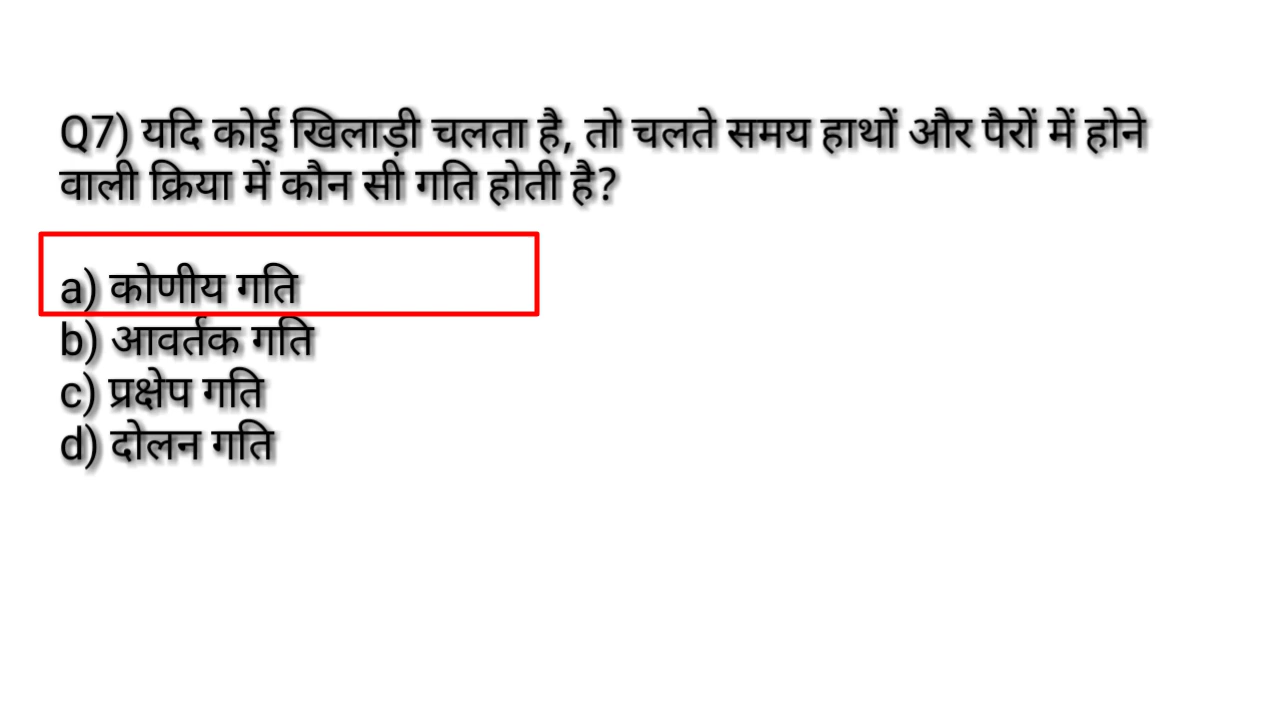 Q7) यदि कोई खिलाड़ी चलता है, तो चलते समय हाथों और पैरों में होने
वाली क्रिया में कौन सी गति होती है?
a) कोणीय गति
b) आवर्तक गति
c) प्रक्षेप गति
d) दोलन गति